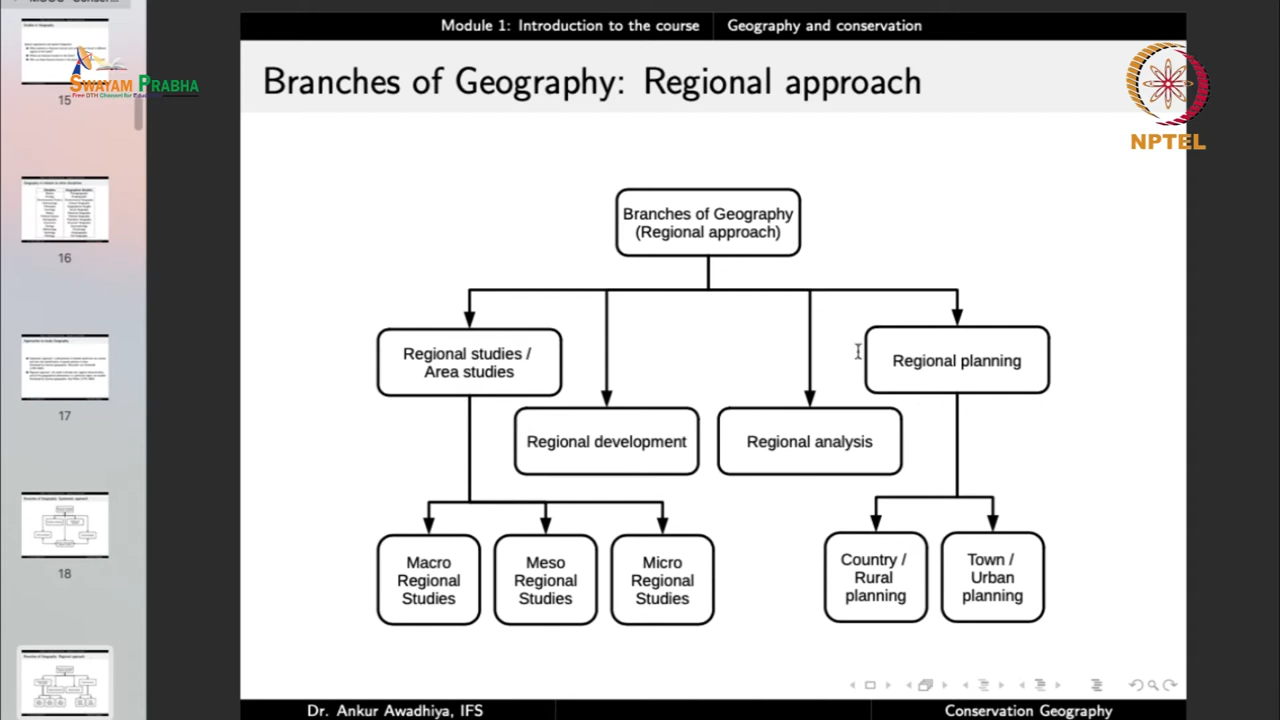 Module 1: Introduction to the course
Geography and conservation
Branches of Geography: Regional approach
SWAYAM PRABHA
15
16
17
18
NPTEL
Branches of Geography
(Regional approach)
Regional studies /
Area studies
Regional development
Regional analysis
Regional planning
Macro
Regional
Studies
Meso
Regional
Studies
Micro
Regional
Studies
Country /
Rural
planning
Town /
Urban
planning
Dr. Ankur Awadhiya, IFS
Conservation Geography